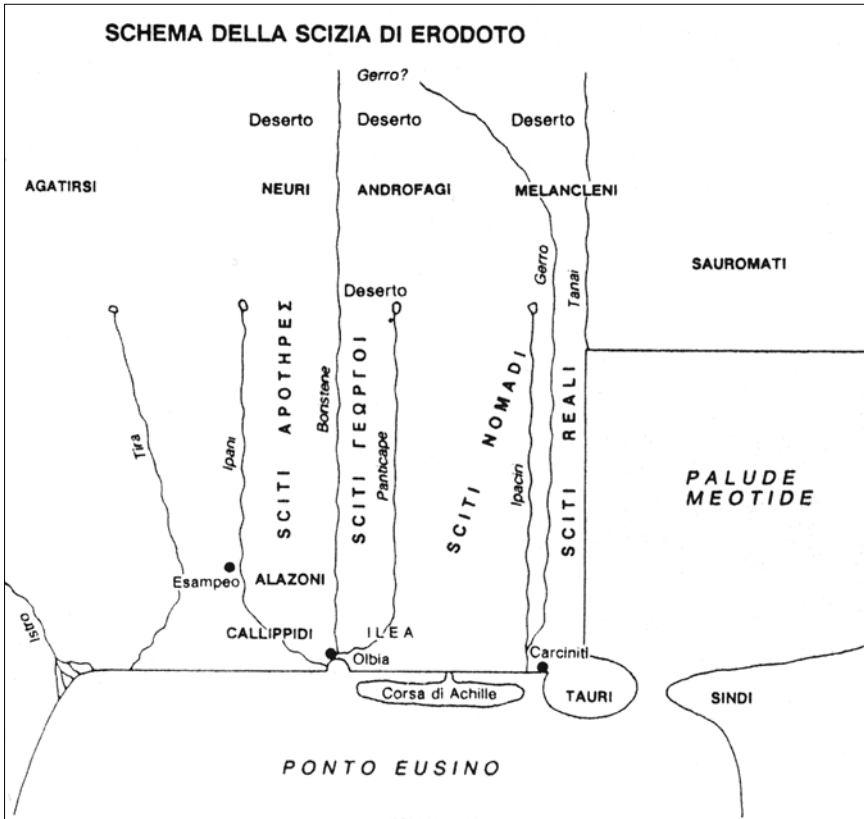 SCHEMA DELLA SCIZIA DI ERODOTO
Gerro?
Deserto
Deserto
Deserto
AGATIRSI
NEURI
ANDROFAGI
MELANCLENI
SAUROMATI
Gerro
Tanai
Deserto
Tira
Ipani
SCITI ΑΡΟΤΗΡΕΣ
Boristene
SCITI ΓΕΩΡΓΟΙ
Panticape
SCITI NOMADI
Ipaciri
SCITI REALI
PALUDE
MEOTIDE
Esampeo
ALAZONI
Istro
CALLIPPIDI
ILEA
Olbia
Carciniti
Corsa di Achille
TAURI
SINDI
PONTO EUSINO